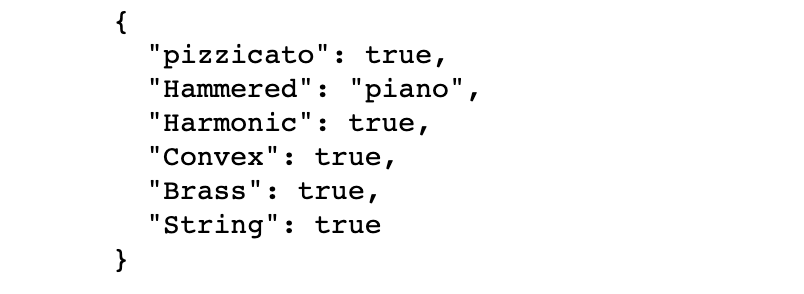 {
  "pizzicato": true,
  "Hammered": "piano",
  "Harmonic": true,
  "Convex": true,
  "Brass": true,
  "String": true
}